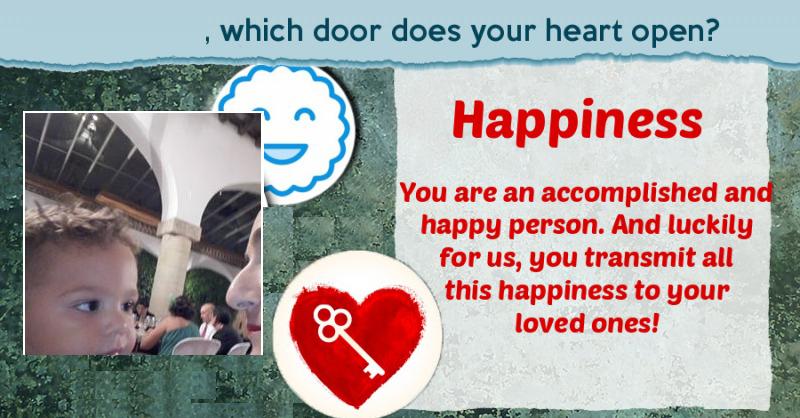 , which door does your heart open?
Happiness
You are an accomplished and
happy person. And luckily
for us, you transmit all
this happiness to your
loved ones!